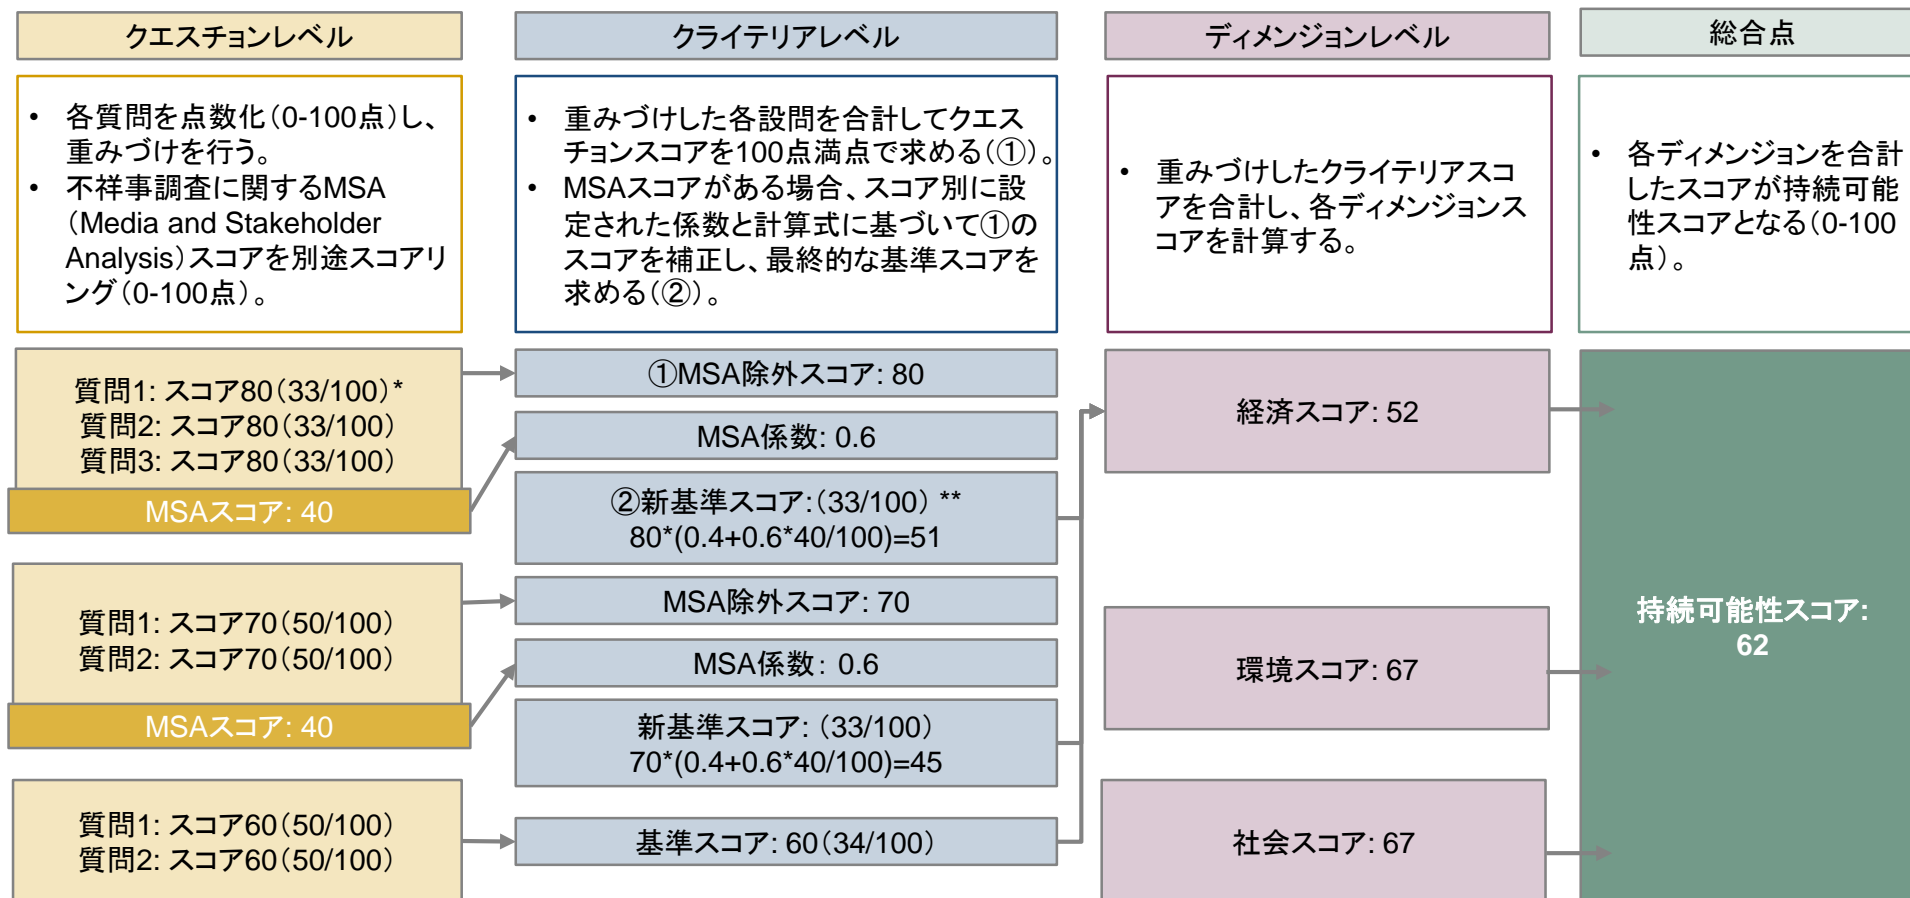 クエスチョンレベル
クライテリアレベル
ディメンジョンレベル
総合点
• 各質問を点数化（0-100点）し、
重みづけを行う。
• 不祥事調査に関するMSA
（Media and Stakeholder
Analysis）スコアを別途スコアリ
ング（0-100点）。
• 重みづけした各設問を合計してクエス
チョンスコアを100点満点で求める（①）。
• MSAスコアがある場合、スコア別に設
定された係数と計算式に基づいて①の
スコアを補正し、最終的な基準スコアを
求める（②）。
• 重みづけしたクライテリアスコ
アを合計し、各ディメンジョンス
コアを計算する。
• 各ディメンジョンを合計
したスコアが持続可能
性スコアとなる（0-100
点）。
質問1: スコア80（33/100）*
質問2: スコア80（33/100）
質問3: スコア80（33/100）
MSAスコア: 40
①MSA除外スコア: 80
MSA係数: 0.6
②新基準スコア:（33/100） **
80*(0.4+0.6*40/100)=51
質問1: スコア70（50/100）
質問2: スコア70（50/100）
MSAスコア: 40
MSA除外スコア: 70
MSA係数: 0.6
新基準スコア: （33/100）
70*(0.4+0.6*40/100)=45
質問1: スコア60（50/100）
質問2: スコア60（50/100）
基準スコア: 60（34/100）
経済スコア: 52
環境スコア: 67
社会スコア: 67
持続可能性スコア:
62